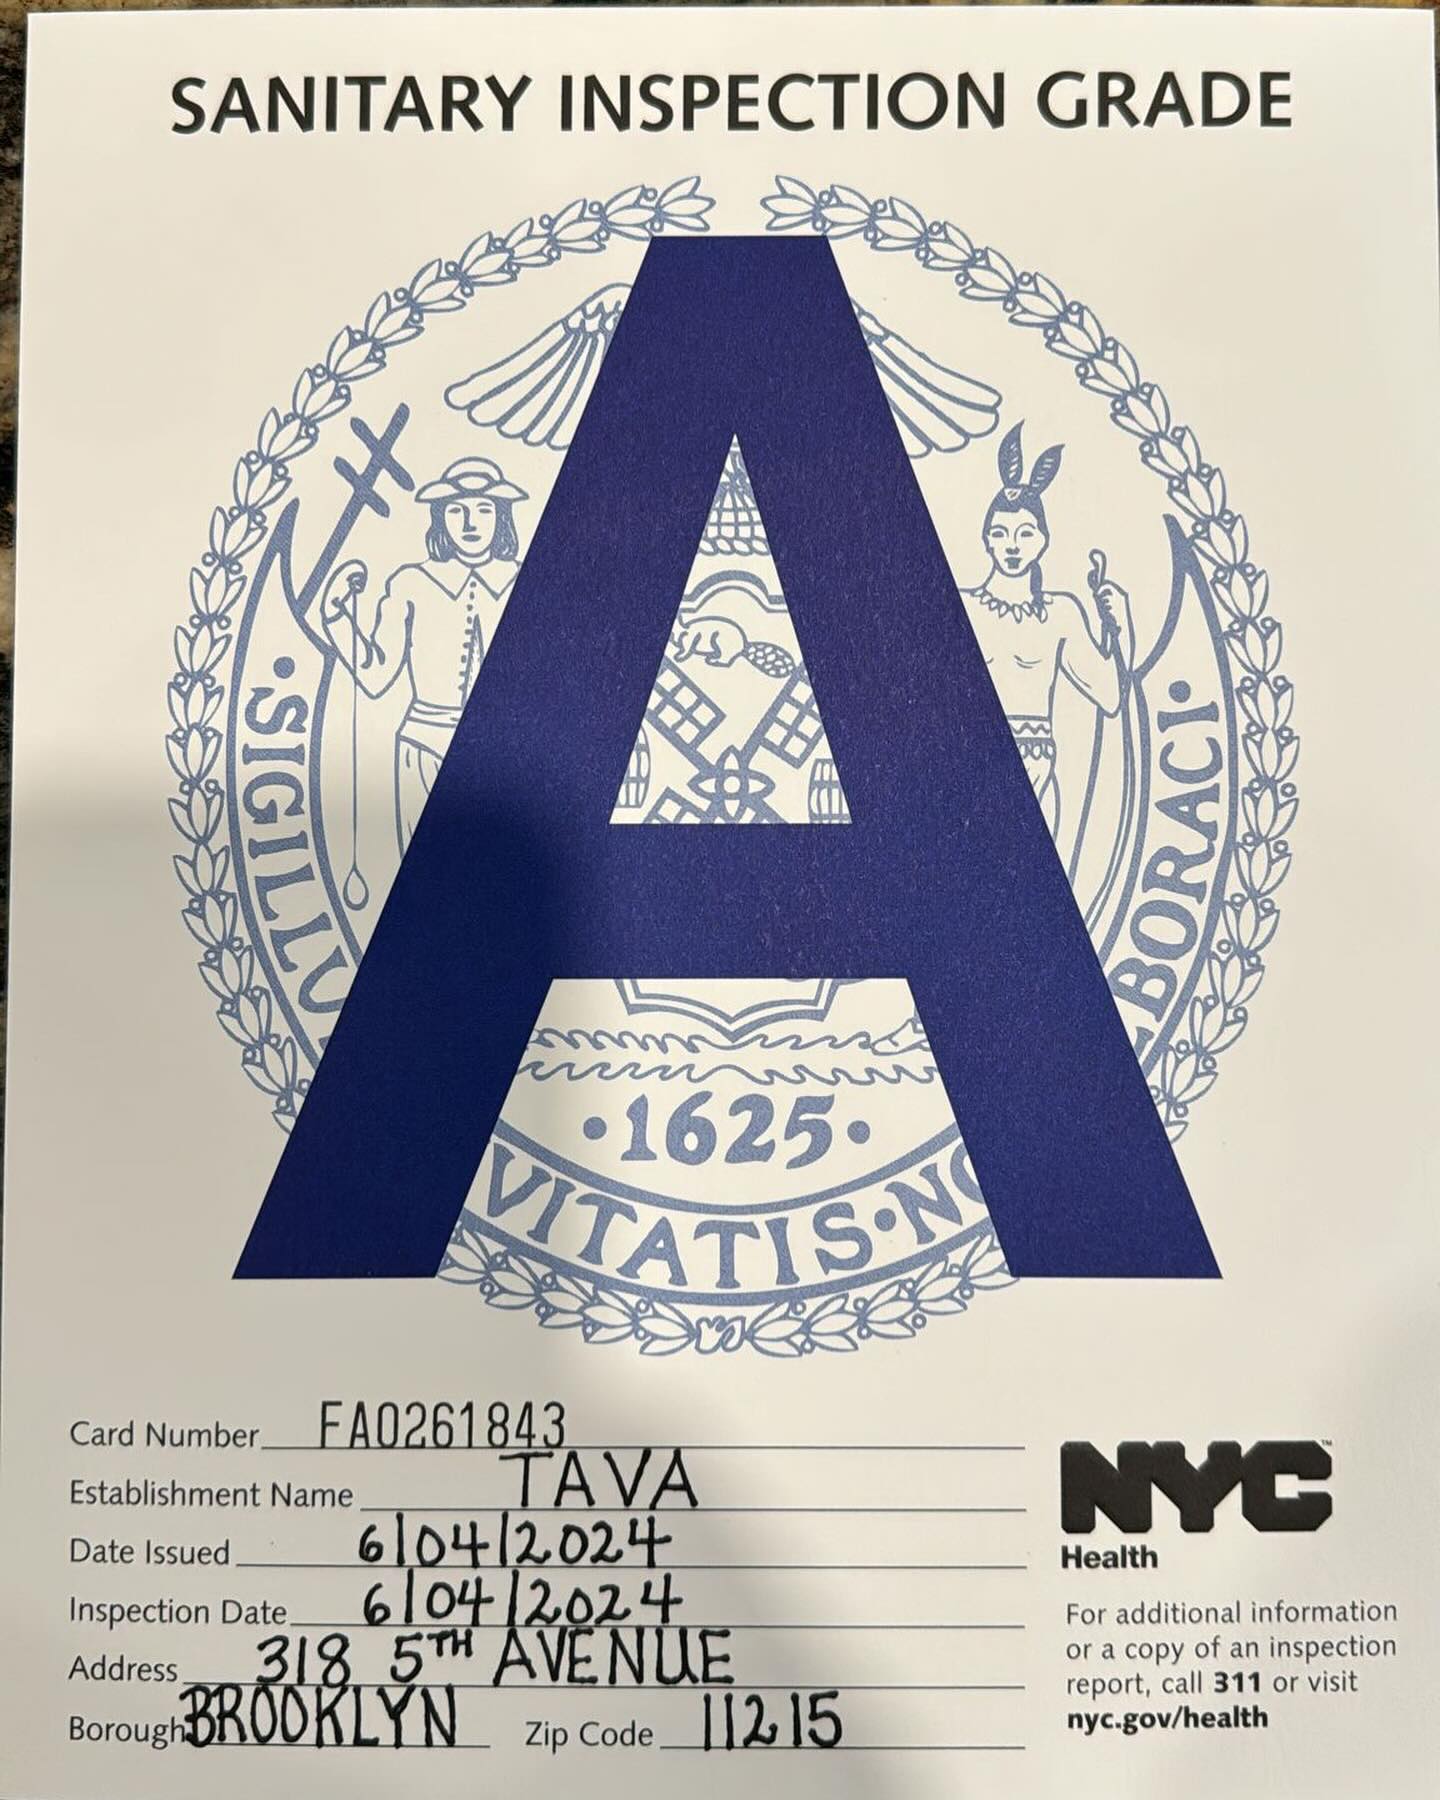 SANITARY INSPECTION GRADE
A
·SIGILLU
BORACI·
·1625·
VITATIS·NO
Card Number FA0261843
Establishment Name TAVA
Date Issued 6/04/2024
Inspection Date 6/04/2024
Address 318 5TH AVENUE
Borough BROOKLYN Zip Code 11215
NYC™
Health
For additional information
or a copy of an inspection
report, call 311 or visit
nyc.gov/health